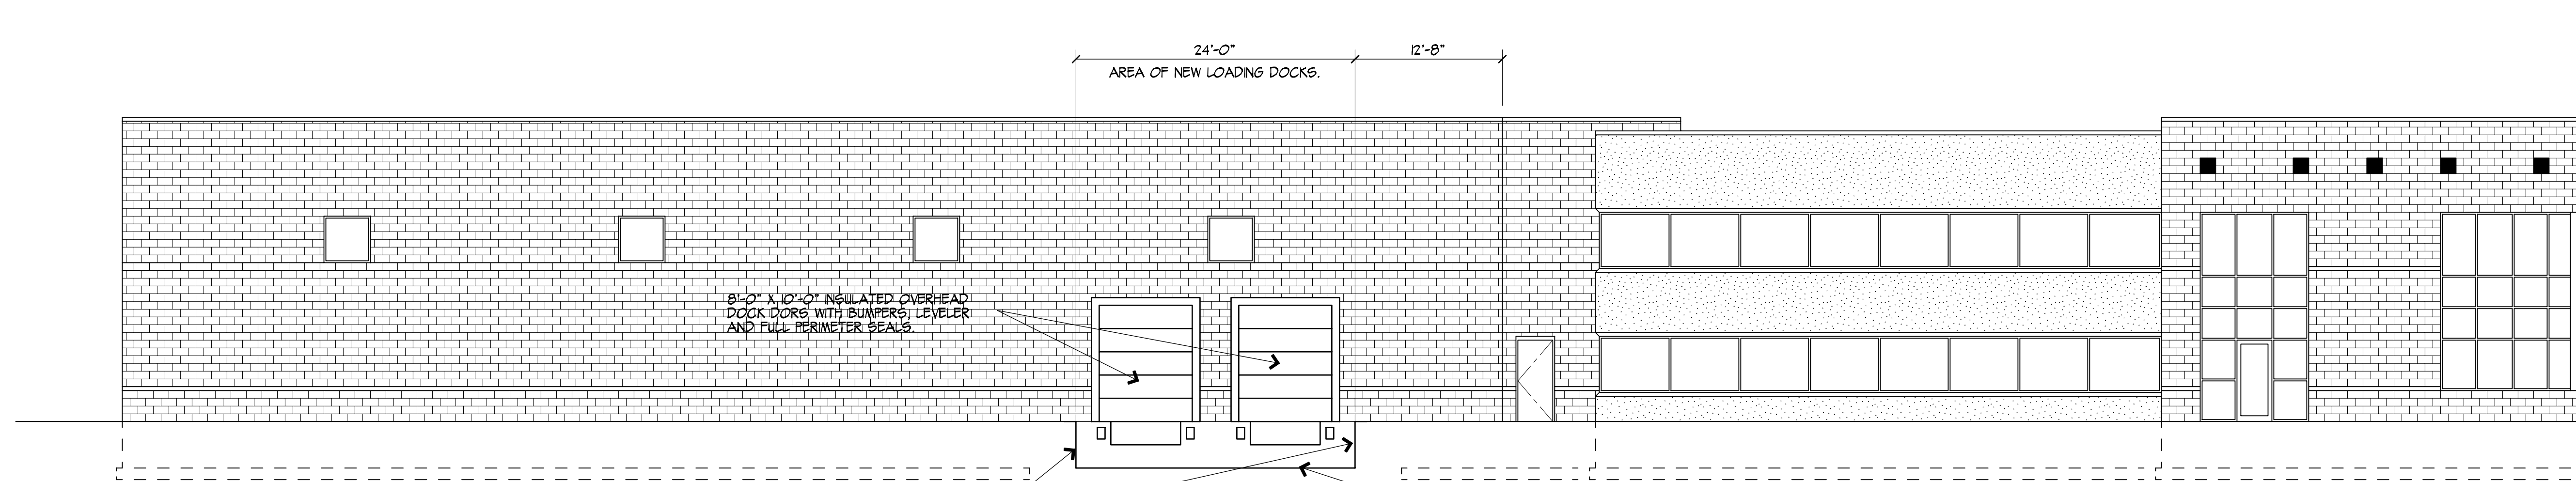 24'-0"
12'-8"
AREA OF NEW LOADING DOCKS.
8'-0" X 10'-0" INSULATED OVERHEAD
DOCK DORS WITH BUMPERS, LEVELER
AND FULL PERIMETER SEALS.